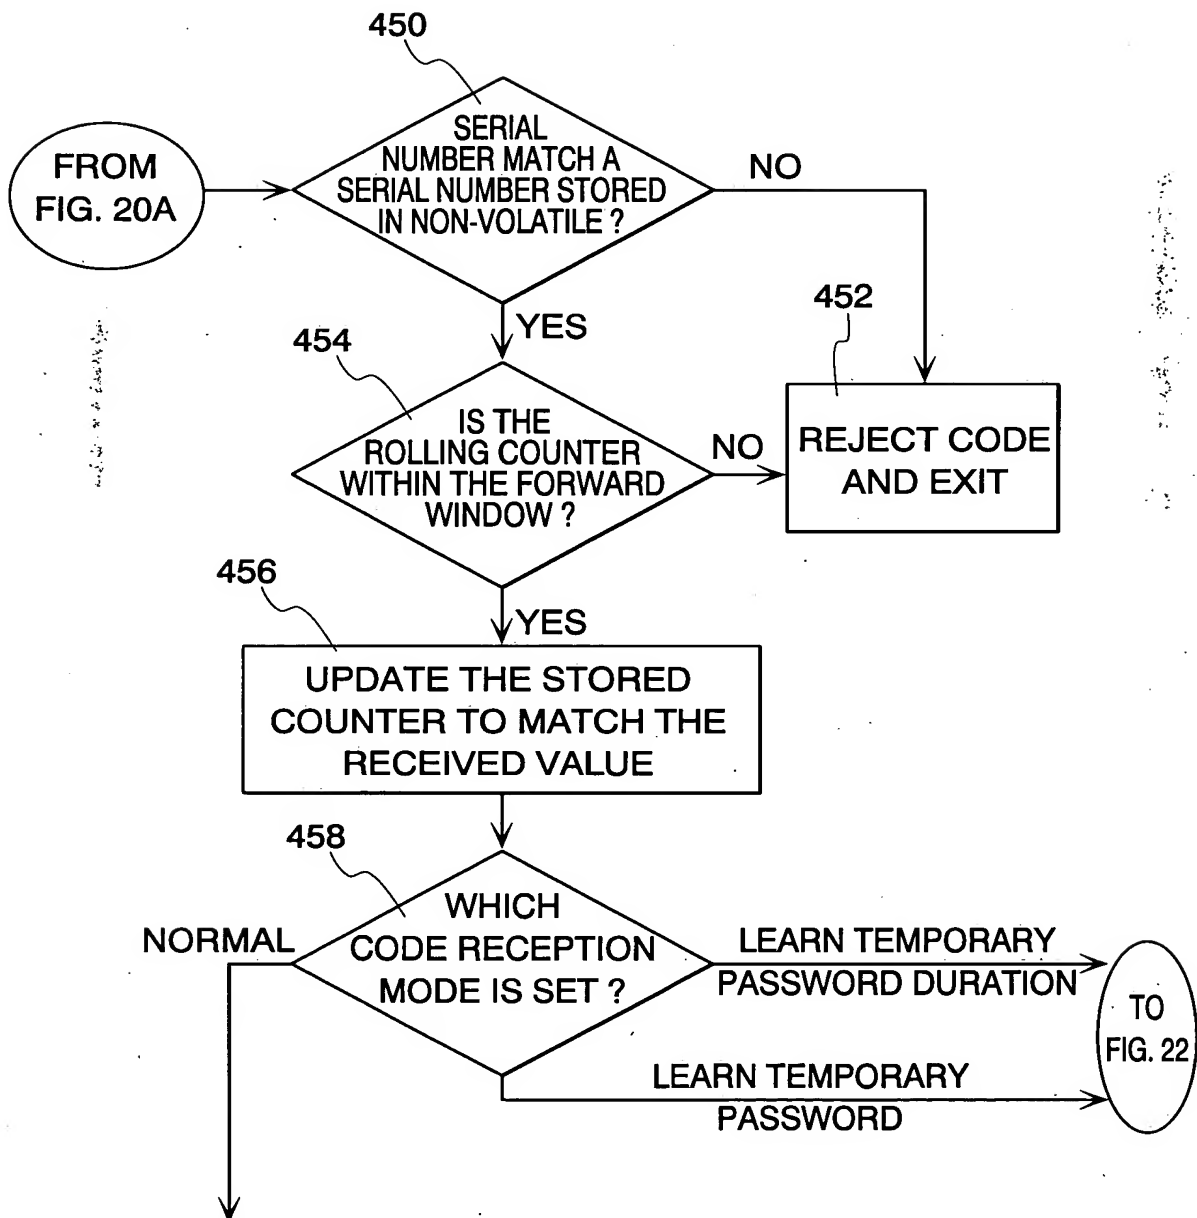 450
FROM
FIG. 20A
SERIAL
NUMBER MATCH A
SERIAL NUMBER STORED
IN NON-VOLATILE ?
NO
YES
452
454
IS THE
ROLLING COUNTER
WITHIN THE FORWARD
WINDOW ?
NO
REJECT CODE
AND EXIT
YES
456
UPDATE THE STORED
COUNTER TO MATCH THE
RECEIVED VALUE
458
WHICH
CODE RECEPTION
MODE IS SET ?
NORMAL
LEARN TEMPORARY
PASSWORD DURATION
TO
FIG. 22
LEARN TEMPORARY
PASSWORD